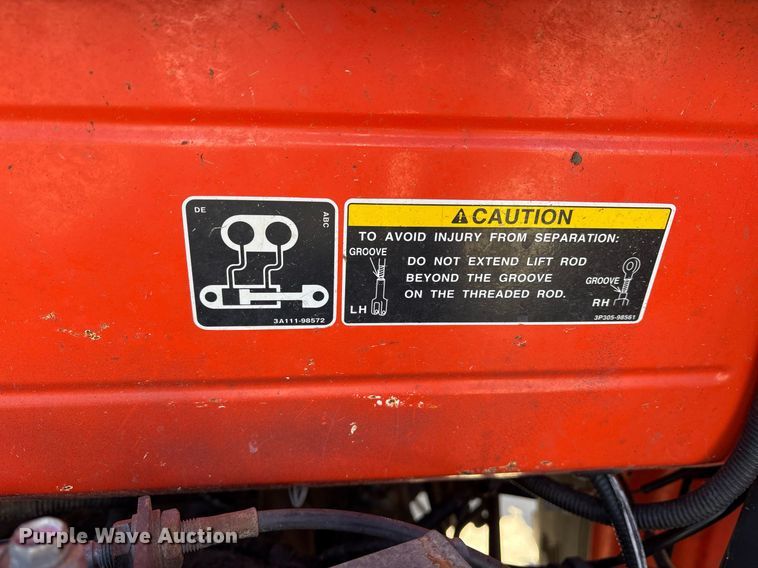 DE
ABC
3A111-98572
CAUTION
TO AVOID INJURY FROM SEPARATION:
GROOVE
DO NOT EXTEND LIFT ROD
BEYOND THE GROOVE
ON THE THREADED ROD.
LH
GROOVE
RH
3P305-98561
Purple Wave Auction